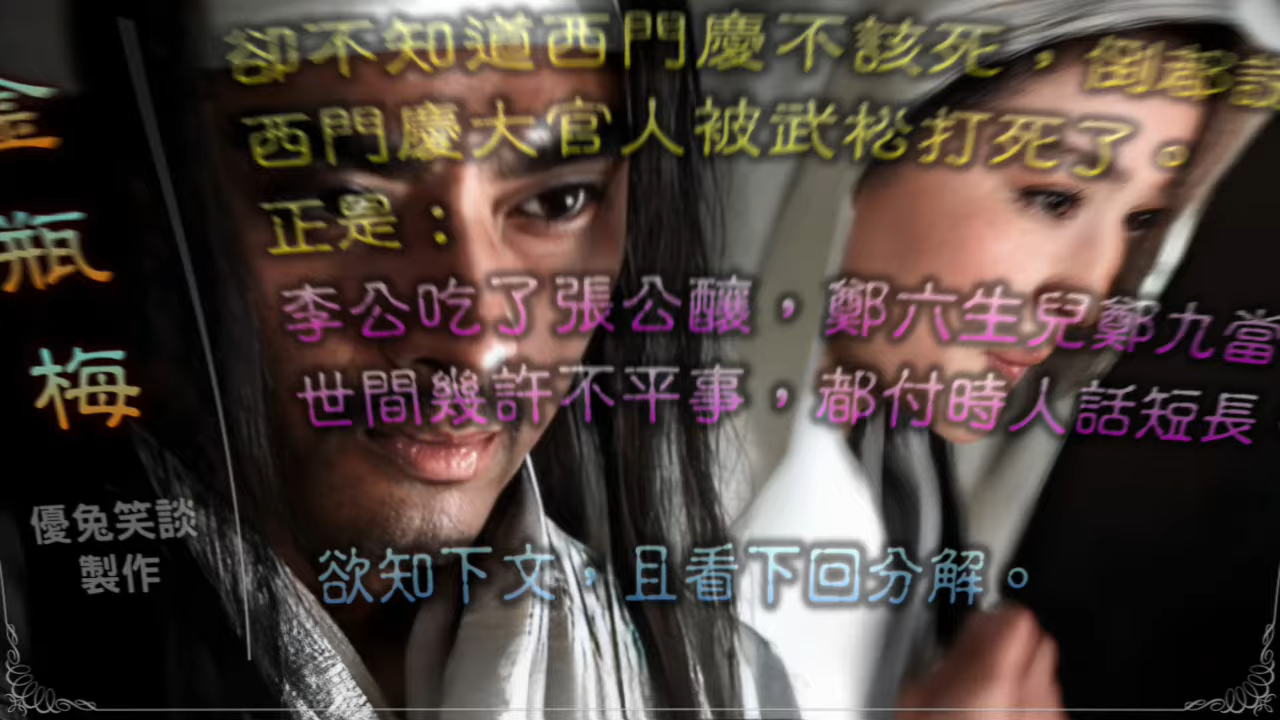 卻不知道西門慶不該死，倒都說
西門慶大官人被武松打死了。
正是：
李公吃了張公釀，鄭六生兒鄭九當
世間幾許不平事，都付時人話短長
欲知下文，且看下回分解。
金瓶梅
優兔笑談
製作